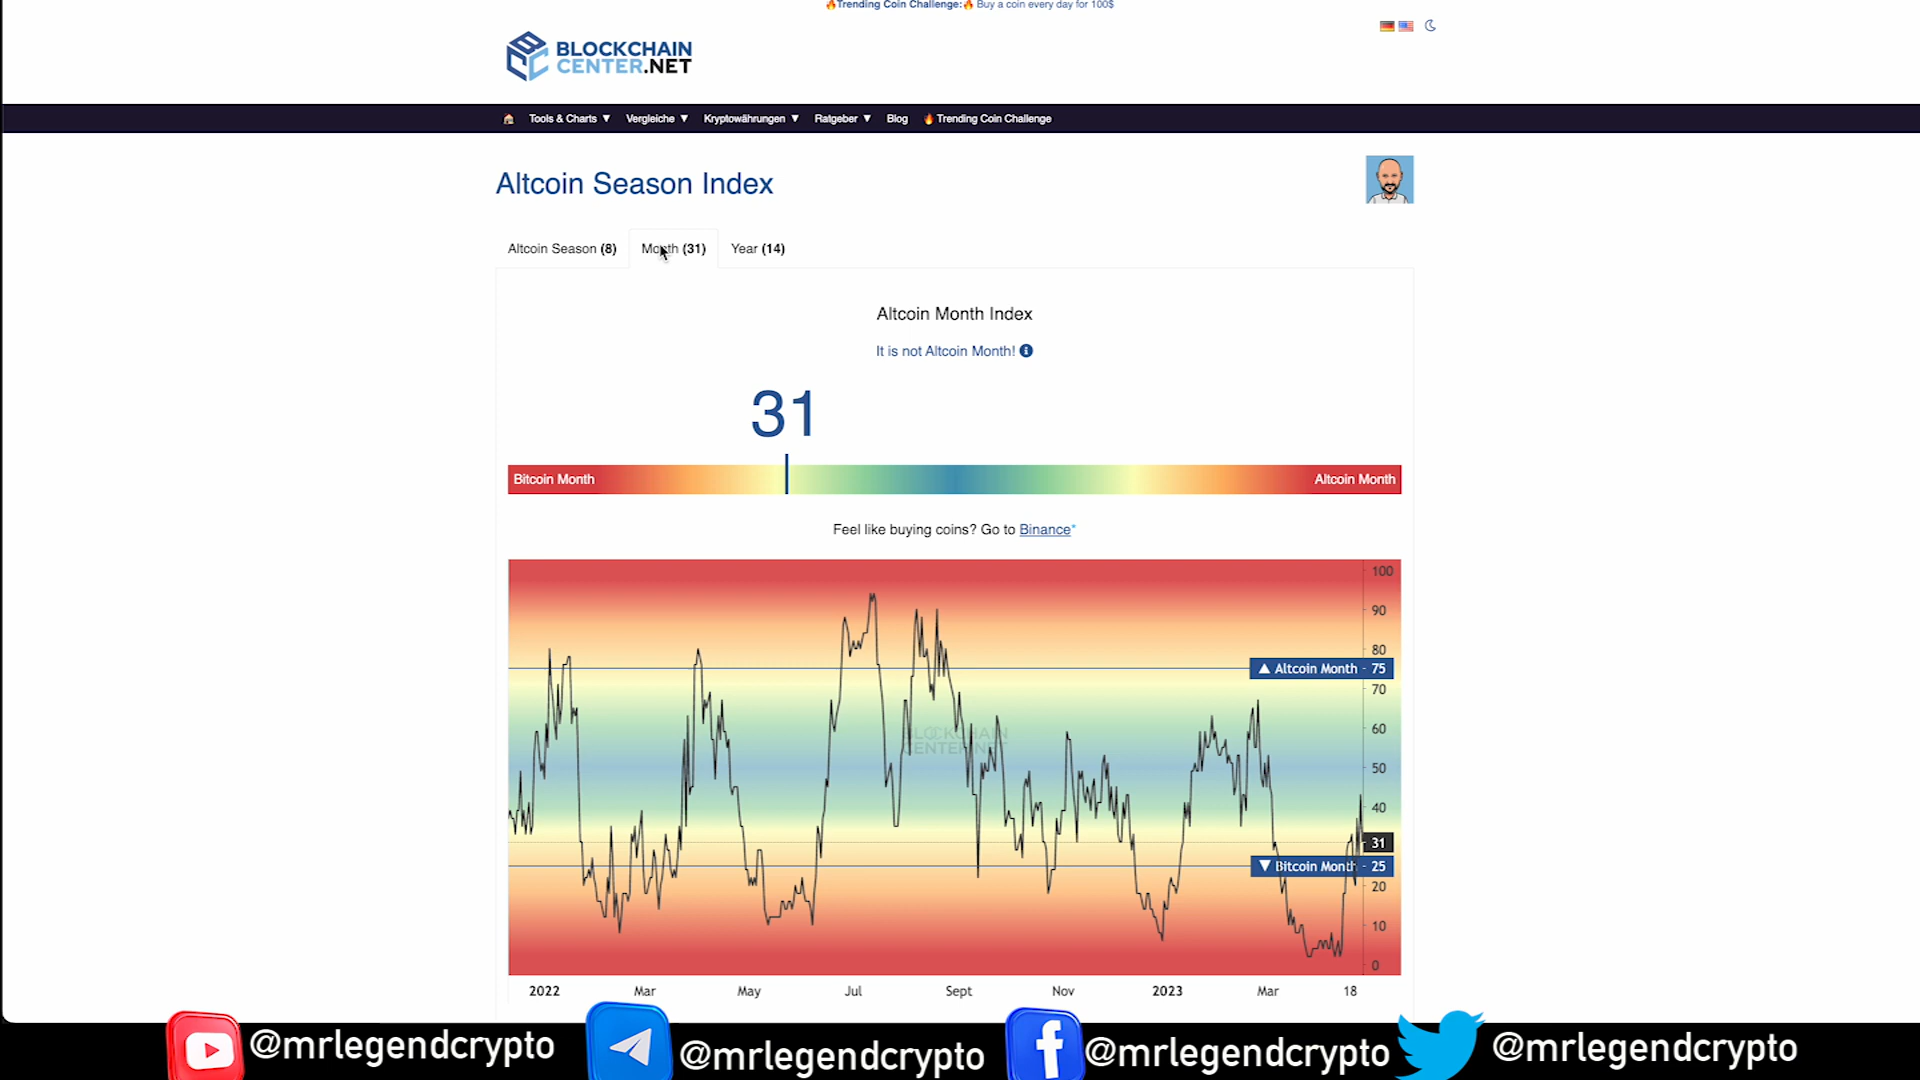 🔥Trending Coin Challenge:🔥 Buy a coin every day for 100$
BLOCKCHAIN
CENTER.NET
🏠 Tools & Charts ▼ Vergleiche ▼ Kryptowährungen ▼ Ratgeber ▼ Blog 🔥 Trending Coin Challenge
Altcoin Season Index
Altcoin Season (8) Month (31) Year (14)
Altcoin Month Index
It is not Altcoin Month!
31
Bitcoin Month Altcoin Month
Feel like buying coins? Go to Binance*
100
90
80
▲ Altcoin Month - 75
70
60
BLOCKCHAIN
CENTER.NET
50
40
31
▼ Bitcoin Month - 25
20
10
0
2022 Mar May Jul Sept Nov 2023 Mar 18
@mrlegendcrypto @mrlegendcrypto @mrlegendcrypto @mrlegendcrypto